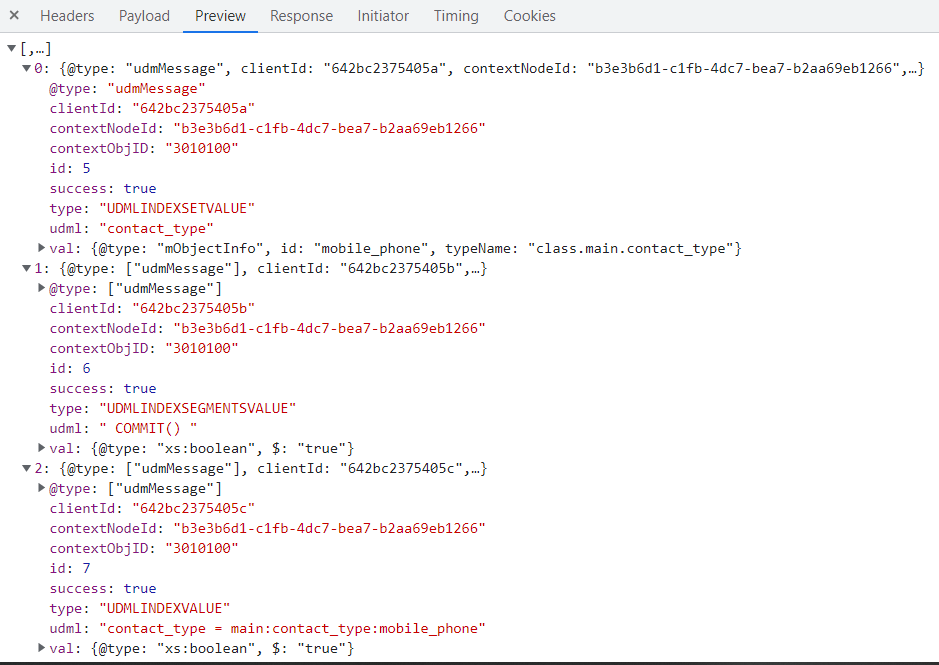 × Headers Payload Preview Response Initiator Timing Cookies
▼[,…]
▼0: {@type: "udmMessage", clientId: "642bc2375405a", contextNodeId: "b3e3b6d1-c1fb-4dc7-bea7-b2aa69eb1266",…}
@type: "udmMessage"
clientId: "642bc2375405a"
contextNodeId: "b3e3b6d1-c1fb-4dc7-bea7-b2aa69eb1266"
contextObjID: "3010100"
id: 5
success: true
type: "UDMLINDEXSETVALUE"
udml: "contact_type"
▶val: {@type: "mObjectInfo", id: "mobile_phone", typeName: "class.main.contact_type"}
▼1: {@type: ["udmMessage"], clientId: "642bc2375405b",…}
▶@type: ["udmMessage"]
clientId: "642bc2375405b"
contextNodeId: "b3e3b6d1-c1fb-4dc7-bea7-b2aa69eb1266"
contextObjID: "3010100"
id: 6
success: true
type: "UDMLINDEXSEGMENTSVALUE"
udml: " COMMIT() "
▶val: {@type: "xs:boolean", $: "true"}
▼2: {@type: ["udmMessage"], clientId: "642bc2375405c",…}
▶@type: ["udmMessage"]
clientId: "642bc2375405c"
contextNodeId: "b3e3b6d1-c1fb-4dc7-bea7-b2aa69eb1266"
contextObjID: "3010100"
id: 7
success: true
type: "UDMLINDEXVALUE"
udml: "contact_type = main:contact_type:mobile_phone"
▶val: {@type: "xs:boolean", $: "true"}